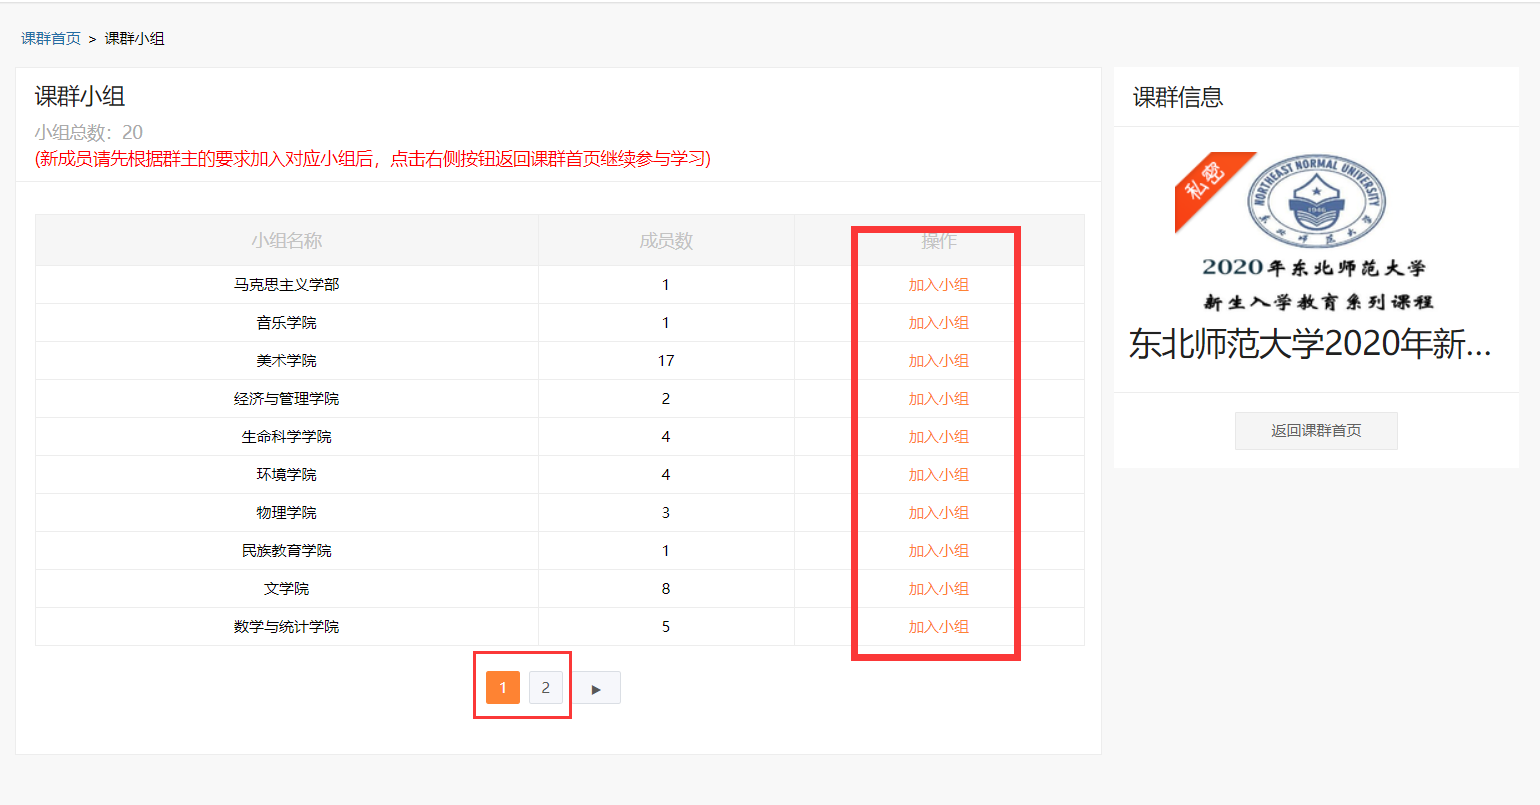 课群首页 > 课群小组
课群小组
小组总数：20
(新成员请先根据群主的要求加入对应小组后，点击右侧按钮返回课群首页继续参与学习)
小组名称 成员数 操作
马克思主义学部 1 加入小组
音乐学院 1 加入小组
美术学院 17 加入小组
经济与管理学院 2 加入小组
生命科学学院 4 加入小组
环境学院 4 加入小组
物理学院 3 加入小组
民族教育学院 1 加入小组
文学院 8 加入小组
数学与统计学院 5 加入小组
1 2 ►
课群信息
私密
NORTHEAST NORMAL UNIVERSITY
1946
东北师范大学
2020年东北师范大学
新生入学教育系列课程
东北师范大学2020年新...
返回课群首页